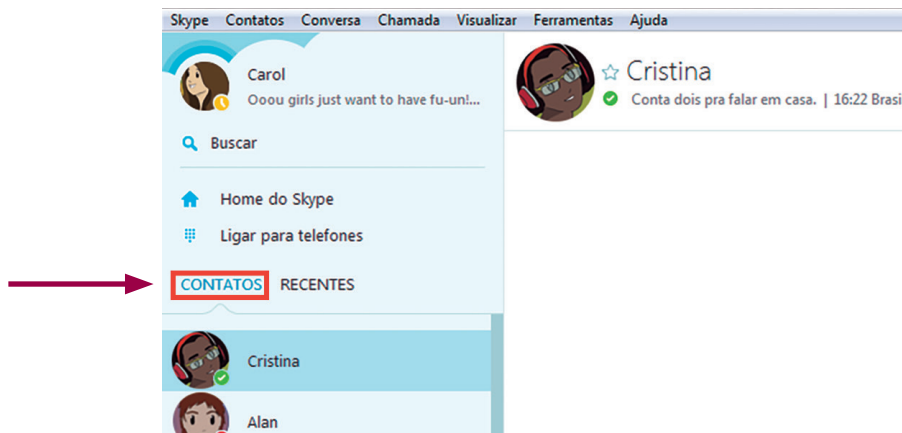 Skype Contatos Conversa Chamada Visualizar Ferramentas Ajuda
Carol
Ooou girls just want to have fu-un!...
Buscar
Home do Skype
Ligar para telefones
CONTATOS RECENTES
Cristina
Alan
Cristina
Conta dois pra falar em casa. | 16:22 Brasi